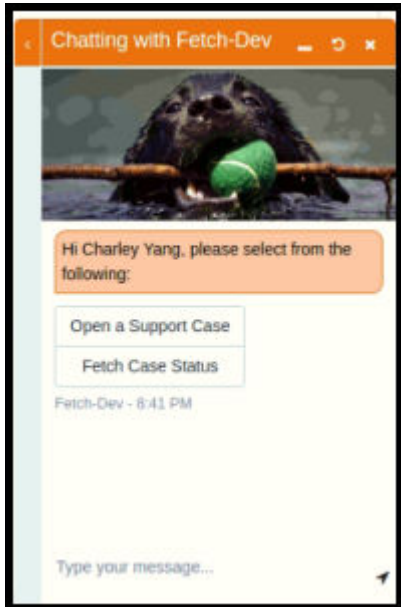 Chatting with Fetch-Dev
Hi Charley Yang, please select from the
following:
Open a Support Case
Fetch Case Status
Fetch-Dev - 8:41 PM
Type your message...